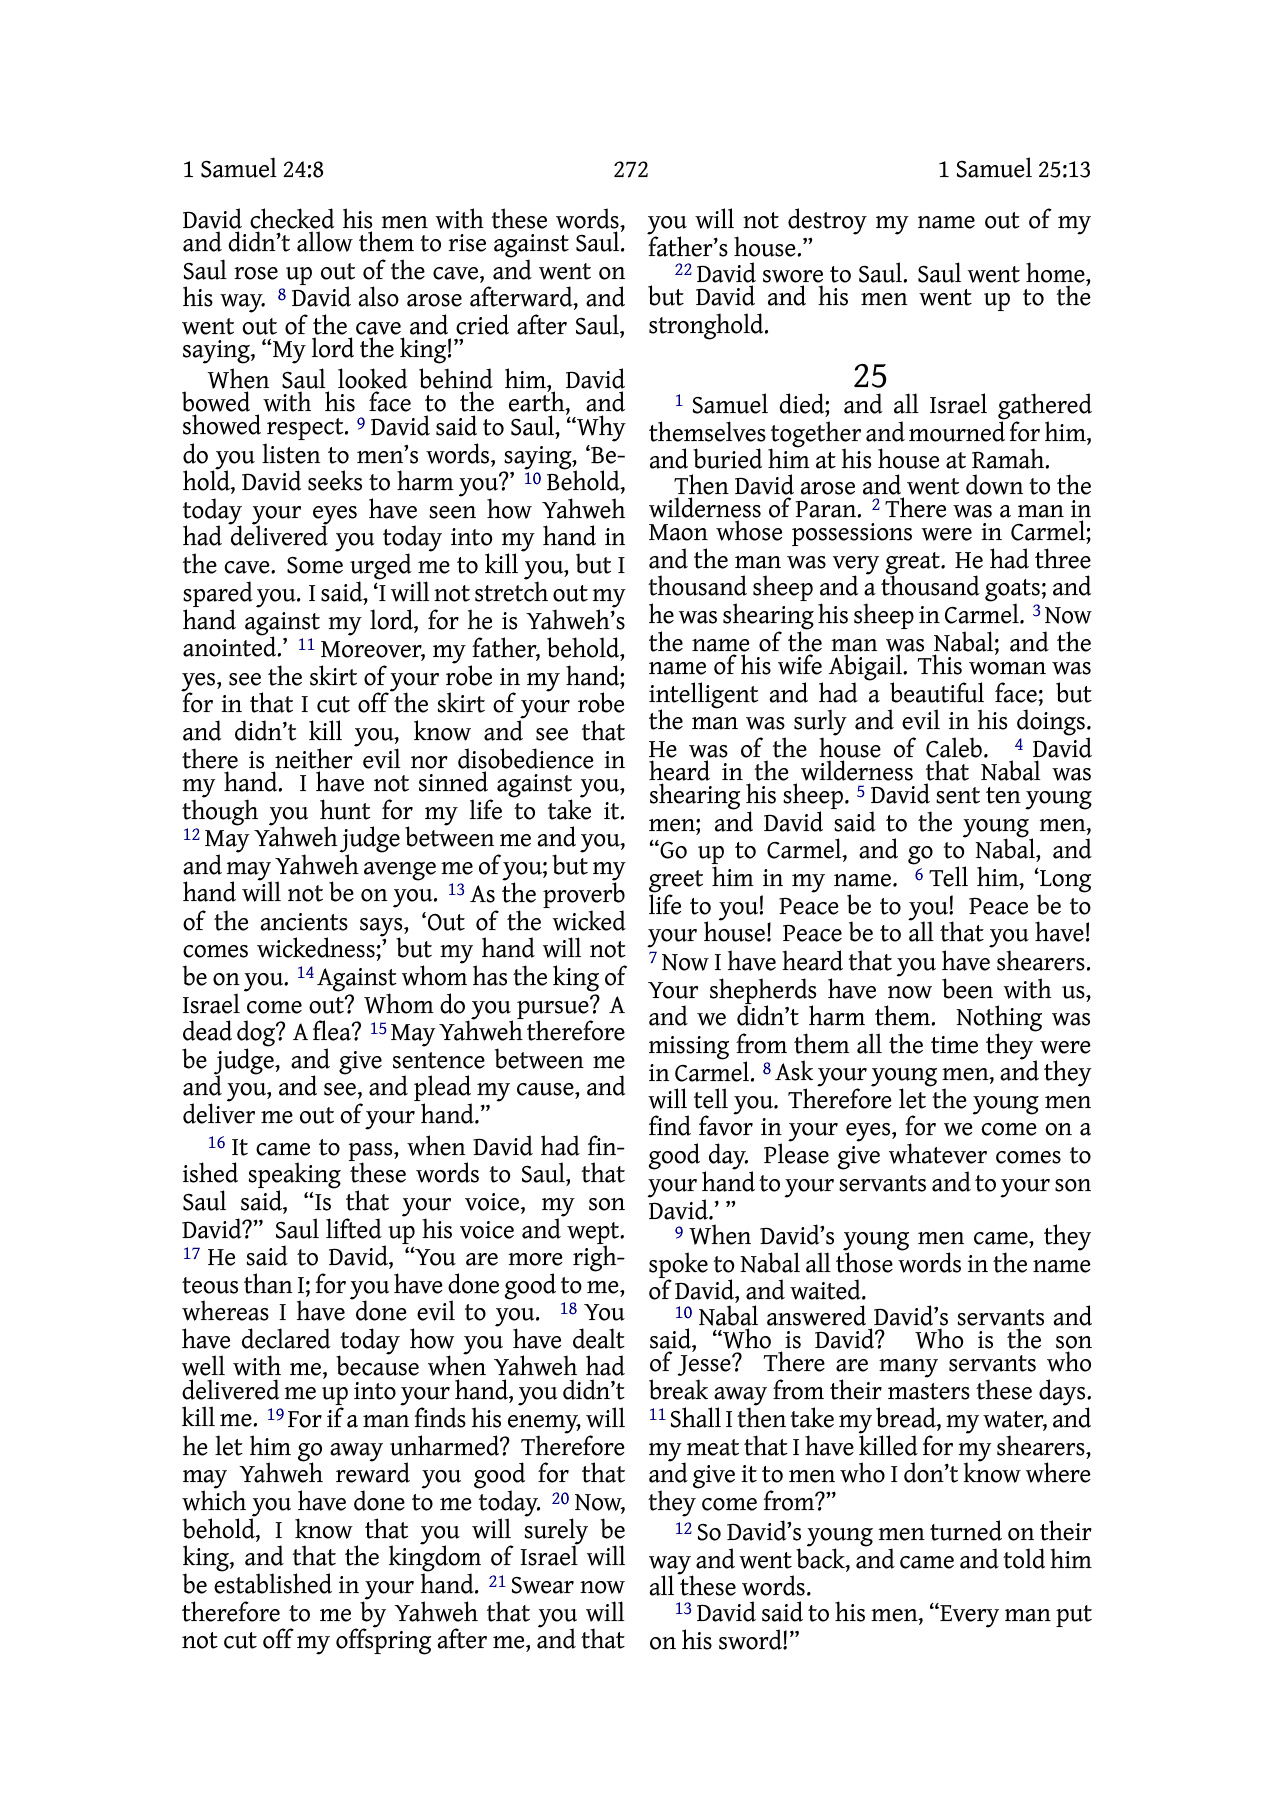 1 Samuel 24:8 272 1 Samuel 25:13
David checked his men with these words,
and didn’t allow them to rise against Saul.
Saul rose up out of the cave, and went on
his way. 8 David also arose afterward, and
went out of the cave and cried after Saul,
saying, “My lord the king!”
When Saul looked behind him, David
bowed with his face to the earth, and
showed respect. 9 David said to Saul, “Why
do you listen to men’s words, saying, ‘Be-
hold, David seeks to harm you?’ 10 Behold,
today your eyes have seen how Yahweh
had delivered you today into my hand in
the cave. Some urged me to kill you, but I
spared you. I said, ‘I will not stretch out my
hand against my lord, for he is Yahweh’s
anointed.’ 11 Moreover, my father, behold,
yes, see the skirt of your robe in my hand;
for in that I cut off the skirt of your robe
and didn’t kill you, know and see that
there is neither evil nor disobedience in
my hand. I have not sinned against you,
though you hunt for my life to take it.
12 May Yahweh judge between me and you,
and may Yahweh avenge me of you; but my
hand will not be on you. 13 As the proverb
of the ancients says, ‘Out of the wicked
comes wickedness;’ but my hand will not
be on you. 14 Against whom has the king of
Israel come out? Whom do you pursue? A
dead dog? A flea? 15 May Yahweh therefore
be judge, and give sentence between me
and you, and see, and plead my cause, and
deliver me out of your hand.”
16 It came to pass, when David had fin-
ished speaking these words to Saul, that
Saul said, “Is that your voice, my son
David?” Saul lifted up his voice and wept.
17 He said to David, “You are more righ-
teous than I; for you have done good to me,
whereas I have done evil to you. 18 You
have declared today how you have dealt
well with me, because when Yahweh had
delivered me up into your hand, you didn’t
kill me. 19 For if a man finds his enemy, will
he let him go away unharmed? Therefore
may Yahweh reward you good for that
which you have done to me today. 20 Now,
behold, I know that you will surely be
king, and that the kingdom of Israel will
be established in your hand. 21 Swear now
therefore to me by Yahweh that you will
not cut off my offspring after me, and that
you will not destroy my name out of my
father’s house.”
22 David swore to Saul. Saul went home,
but David and his men went up to the
stronghold.
25
1 Samuel died; and all Israel gathered
themselves together and mourned for him,
and buried him at his house at Ramah.
Then David arose and went down to the
wilderness of Paran. 2 There was a man in
Maon whose possessions were in Carmel;
and the man was very great. He had three
thousand sheep and a thousand goats; and
he was shearing his sheep in Carmel. 3 Now
the name of the man was Nabal; and the
name of his wife Abigail. This woman was
intelligent and had a beautiful face; but
the man was surly and evil in his doings.
He was of the house of Caleb. 4 David
heard in the wilderness that Nabal was
shearing his sheep. 5 David sent ten young
men; and David said to the young men,
“Go up to Carmel, and go to Nabal, and
greet him in my name. 6 Tell him, ‘Long
life to you! Peace be to you! Peace be to
your house! Peace be to all that you have!
7 Now I have heard that you have shearers.
Your shepherds have now been with us,
and we didn’t harm them. Nothing was
missing from them all the time they were
in Carmel. 8 Ask your young men, and they
will tell you. Therefore let the young men
find favor in your eyes, for we come on a
good day. Please give whatever comes to
your hand to your servants and to your son
David.’ ”
9 When David’s young men came, they
spoke to Nabal all those words in the name
of David, and waited.
10 Nabal answered David’s servants and
said, “Who is David? Who is the son
of Jesse? There are many servants who
break away from their masters these days.
11 Shall I then take my bread, my water, and
my meat that I have killed for my shearers,
and give it to men who I don’t know where
they come from?”
12 So David’s young men turned on their
way and went back, and came and told him
all these words.
13 David said to his men, “Every man put
on his sword!”